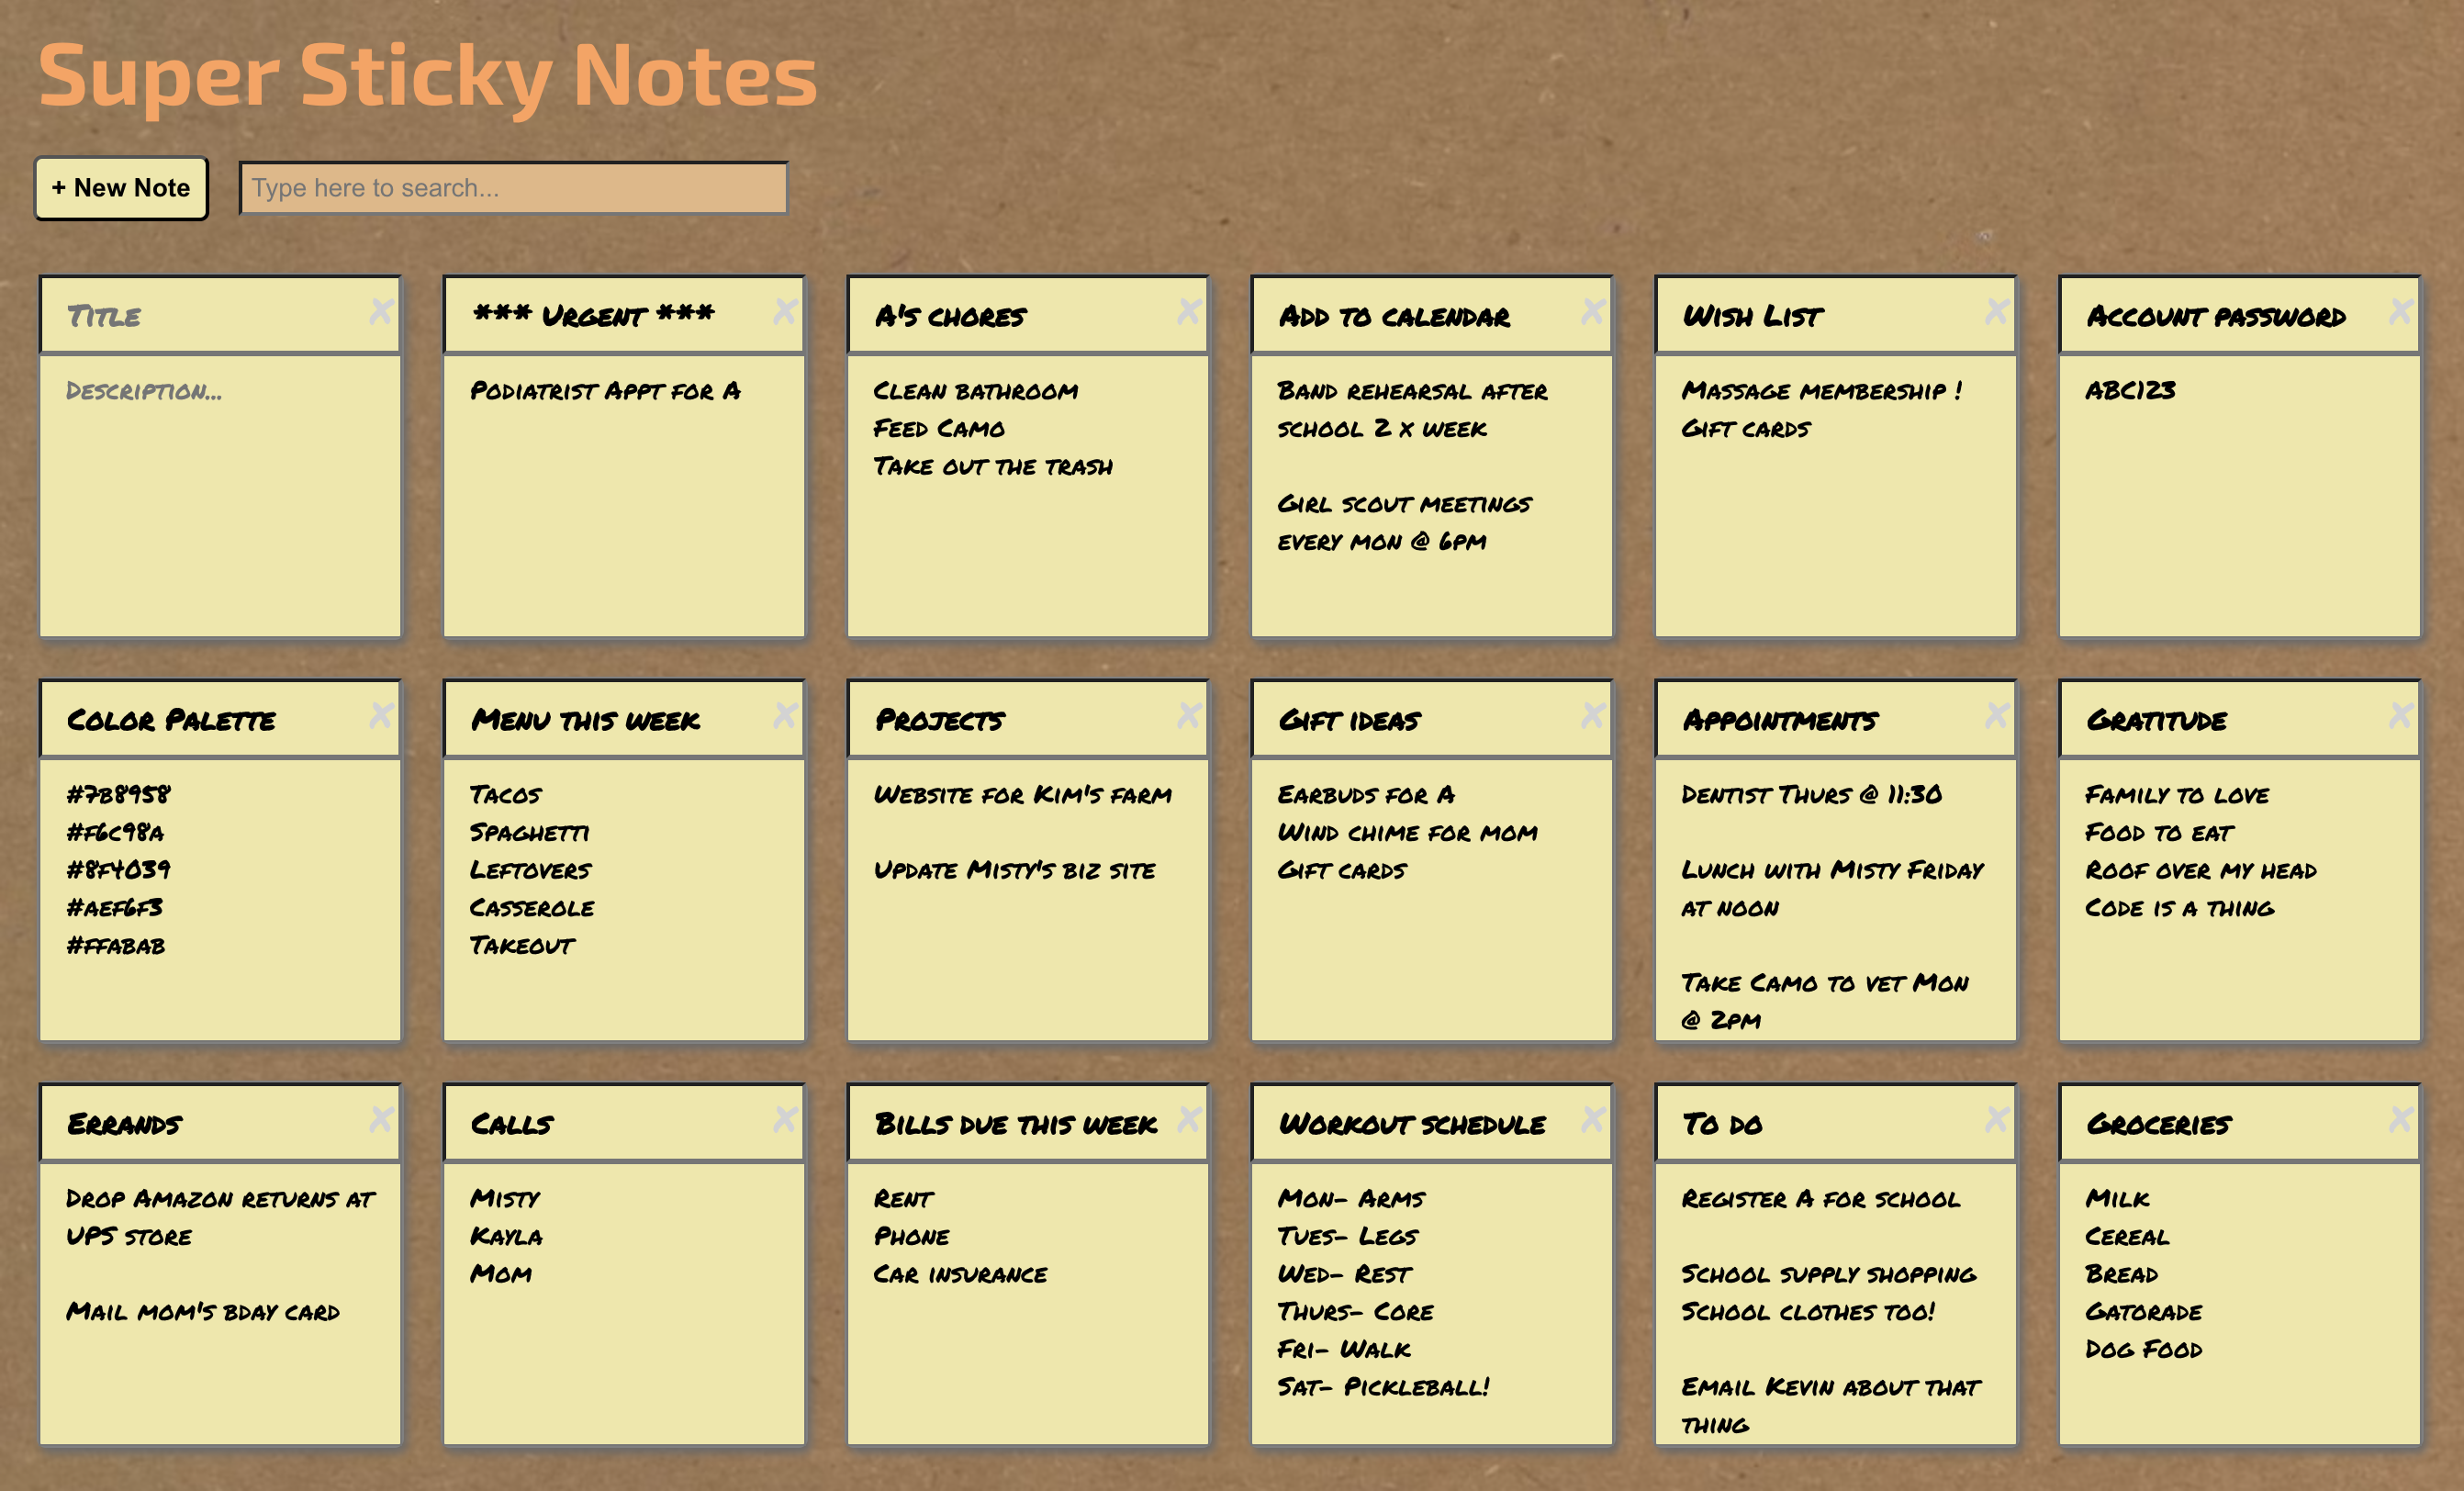 Super Sticky Notes
+ New Note
Type here to search...
Title
Description...
*** Urgent ***
Podiatrist Appt for A
A's chores
Clean bathroom
Feed Camo
Take out the trash
Add to calendar
Band rehearsal after
school 2 x week
Girl scout meetings
every mon @ 6pm
Wish List
Massage membership !
Gift cards
Account password
ABC123
Color Palette
#7b8958
#f6c98a
#8f4039
#aef6f3
#ffabab
Menu this week
Tacos
Spaghetti
Leftovers
Casserole
Takeout
Projects
Website for Kim's farm
Update Misty's biz site
Gift ideas
Earbuds for A
Wind chime for mom
Gift cards
Appointments
Dentist Thurs @ 11:30
Lunch with Misty Friday
at noon
Take Camo to vet Mon
@ 2pm
Gratitude
Family to love
Food to eat
Roof over my head
Code is a thing
Errands
Drop Amazon returns at
UPS store
Mail mom's bday card
Calls
Misty
Kayla
Mom
Bills due this week
Rent
Phone
Car insurance
Workout schedule
Mon- Arms
Tues- Legs
Wed- Rest
Thurs- Core
Fri- Walk
Sat- Pickleball!
To do
Register A for school
School supply shopping
School clothes too!
Email Kevin about that
thing
Groceries
Milk
Cereal
Bread
Gatorade
Dog Food